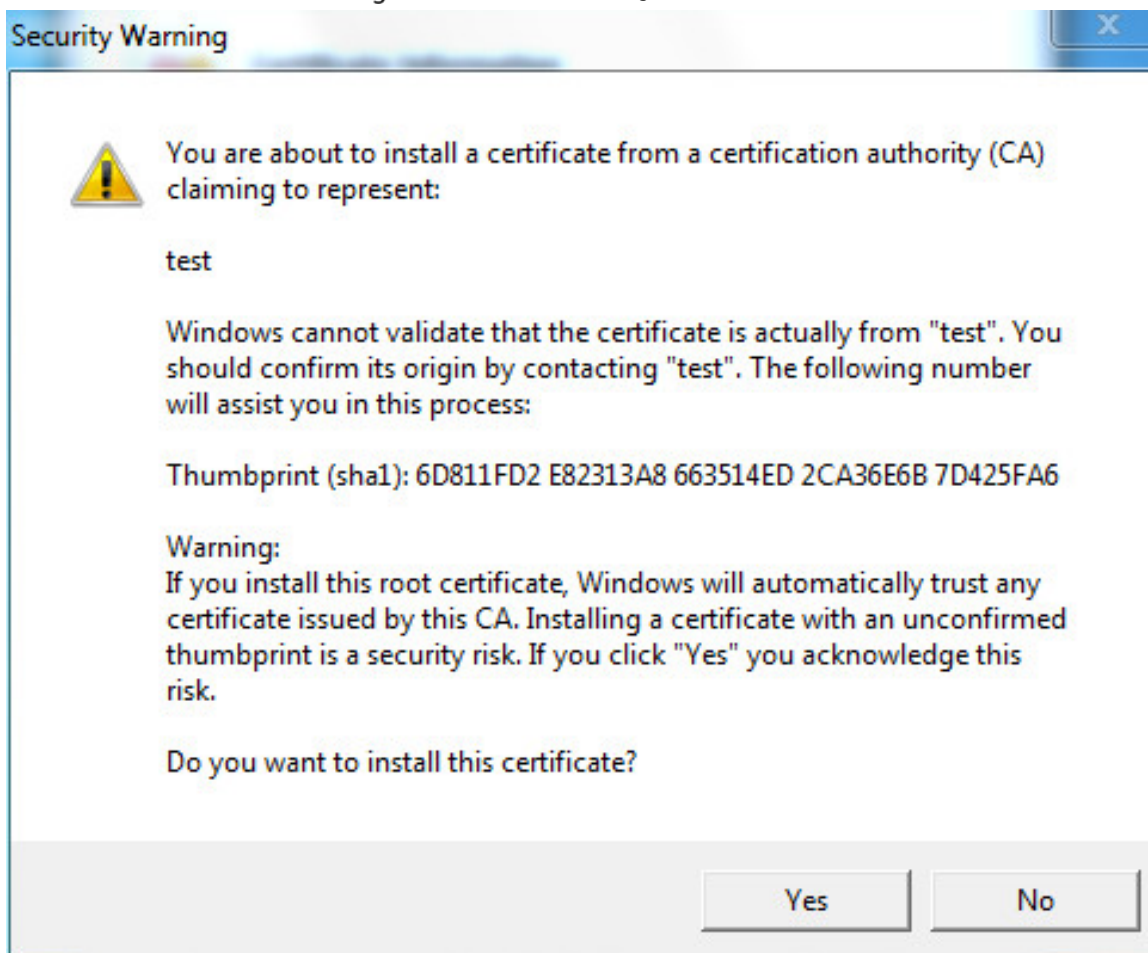 Security Warning
You are about to install a certificate from a certification authority (CA)
claiming to represent:
test
Windows cannot validate that the certificate is actually from "test". You
should confirm its origin by contacting "test". The following number
will assist you in this process:
Thumbprint (sha1): 6D811FD2 E82313A8 663514ED 2CA36E6B 7D425FA6
Warning:
If you install this root certificate, Windows will automatically trust any
certificate issued by this CA. Installing a certificate with an unconfirmed
thumbprint is a security risk. If you click "Yes" you acknowledge this
risk.
Do you want to install this certificate?
Yes
No